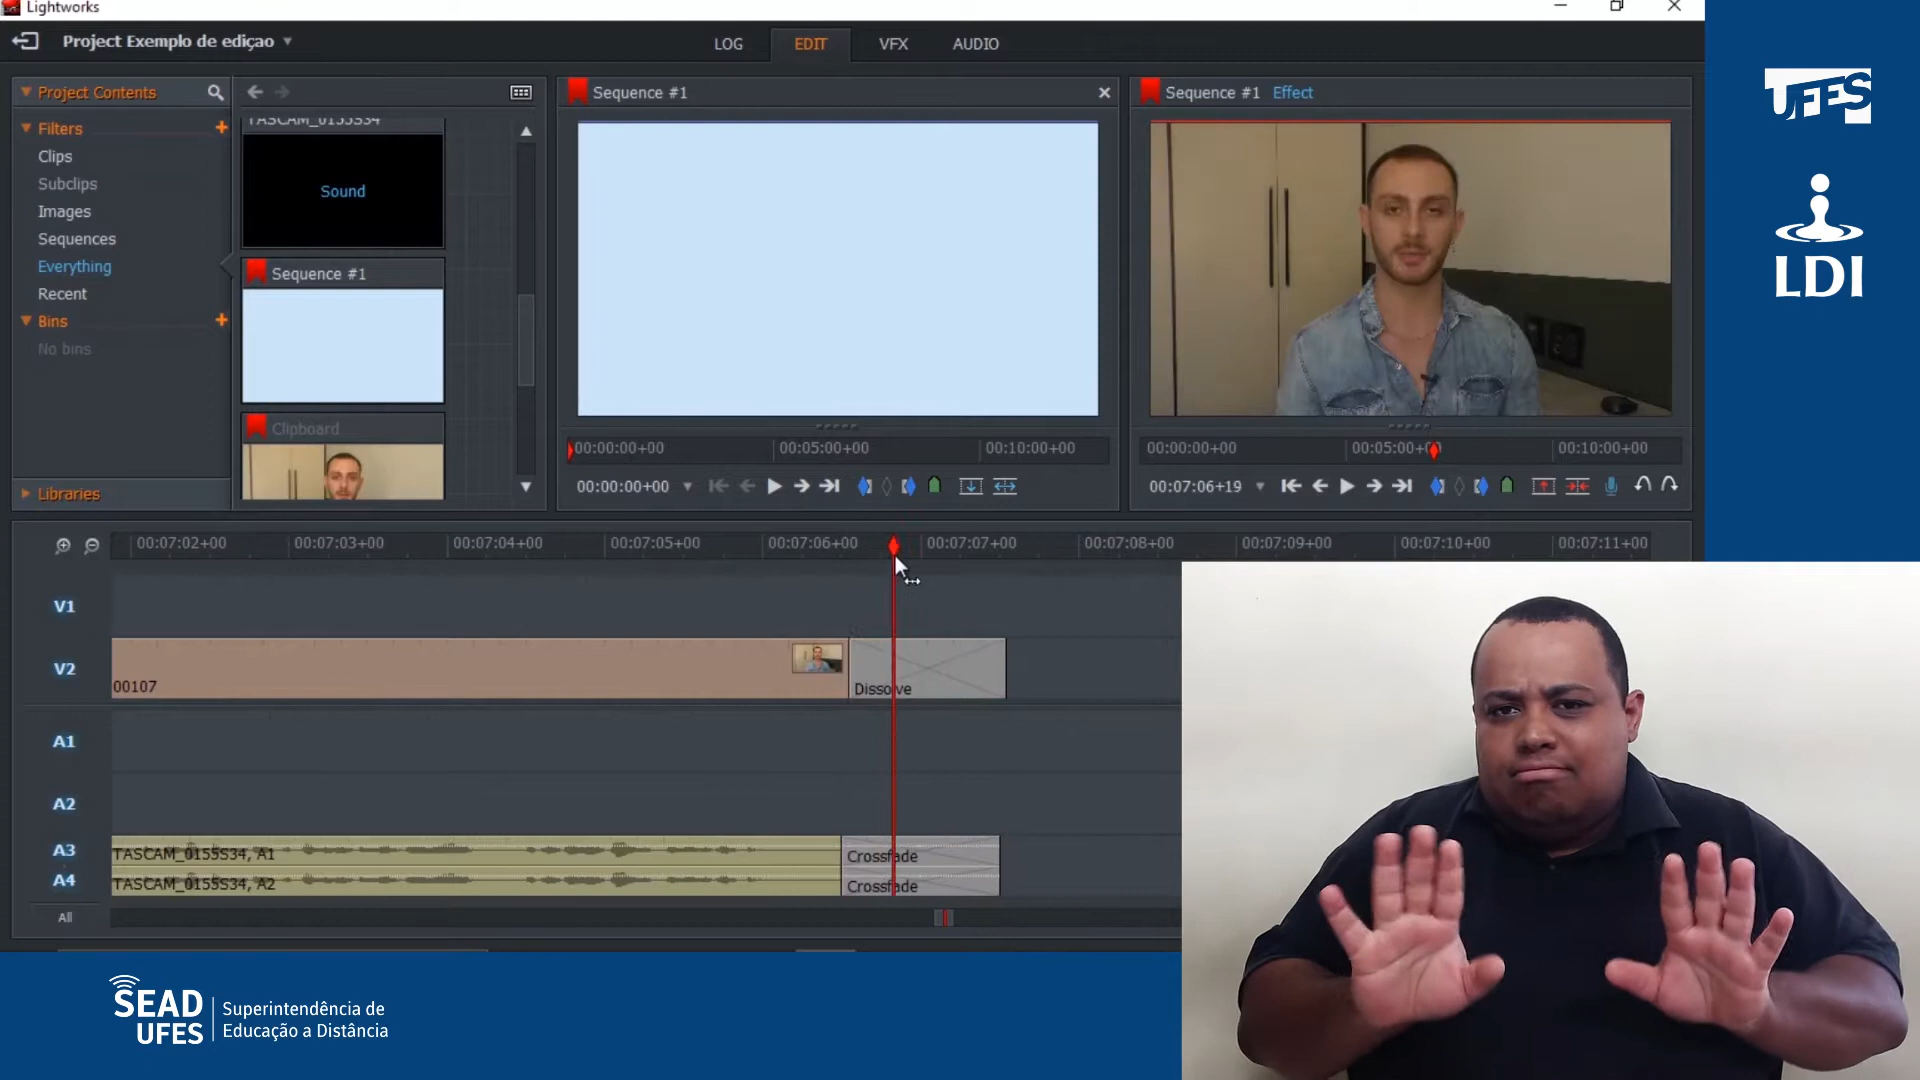 Lightworks
Project Exemplo de ediçao
LOG
EDIT
VFX
AUDIO
Project Contents
Filters
Clips
Subclips
Images
Sequences
Everything
Recent
Bins
No bins
Libraries
TASCAM_0155S34
Sound
Sequence #1
Clipboard
Sequence #1
00:00:00+00
00:05:00+00
00:10:00+00
00:00:00+00
Sequence #1 Effect
00:00:00+00
00:05:00+00
00:10:00+00
00:07:06+19
00:07:02+00
00:07:03+00
00:07:04+00
00:07:05+00
00:07:06+00
00:07:07+00
00:07:08+00
00:07:09+00
00:07:10+00
00:07:11+00
V1
V2
00107
Dissolve
A1
A2
A3
TASCAM_0155S34, A1
Crossfade
A4
TASCAM_0155S34, A2
Crossfade
All
UFES
LDI
SEAD
UFES
Superintendência de
Educação a Distância